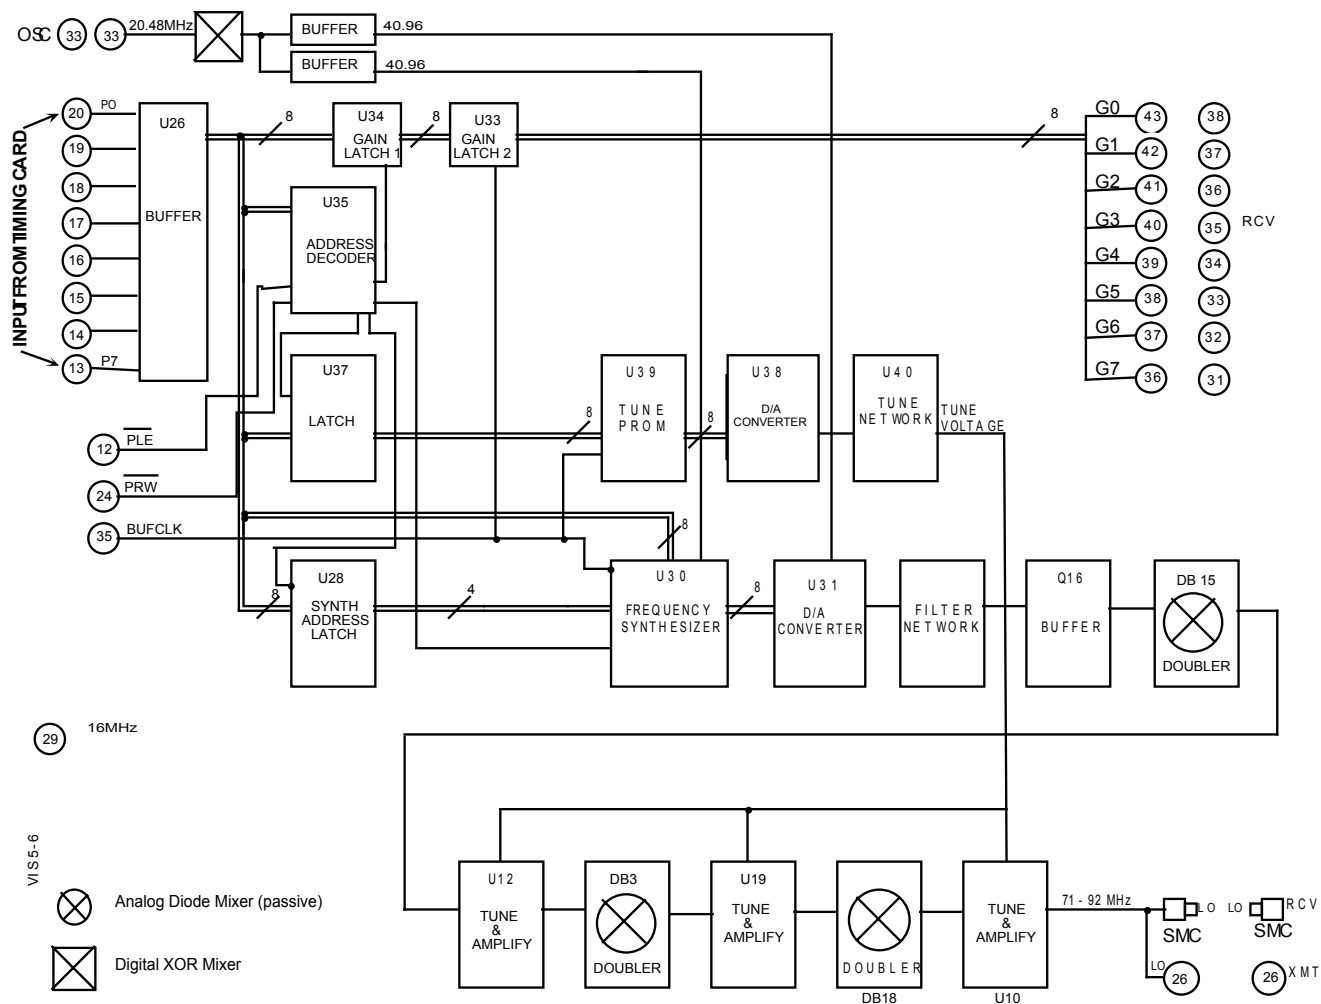 OSC 33 33 20.48MHz
BUFFER 40.96
BUFFER 40.96
INPUT FROM TIMING CARD
20 PO
19
18
17
16
15
14
13 P7
U26
BUFFER
8
U34
GAIN
LATCH 1
8
U33
GAIN
LATCH 2
8
G0 43 38
G1 42 37
G2 41 36
G3 40 35 RCV
G4 39 34
G5 38 33
G6 37 32
G7 36 31
U35
ADDRESS
DECODER
U37
LATCH
8
U39
TUNE
PROM
8
U38
D/A
CONVERTER
U40
TUNE
NETWORK
TUNE
VOLTAGE
12 PLE
24 PRW
35 BUFCLK
8
8
U28
SYNTH
ADDRESS
LATCH
4
U30
FREQUENCY
SYNTHESIZER
8
U31
D/A
CONVERTER
FILTER
NETWORK
Q16
BUFFER
DB 15
DOUBLER
29 16MHz
VIS5-6
Analog Diode Mixer (passive)
Digital XOR Mixer
U12
TUNE
&
AMPLIFY
DB3
DOUBLER
U19
TUNE
&
AMPLIFY
DOUBLER
DB18
TUNE
&
AMPLIFY
U10
71 - 92 MHz
LO
SMC
LO
RCV
SMC
LO 26
26 XMT